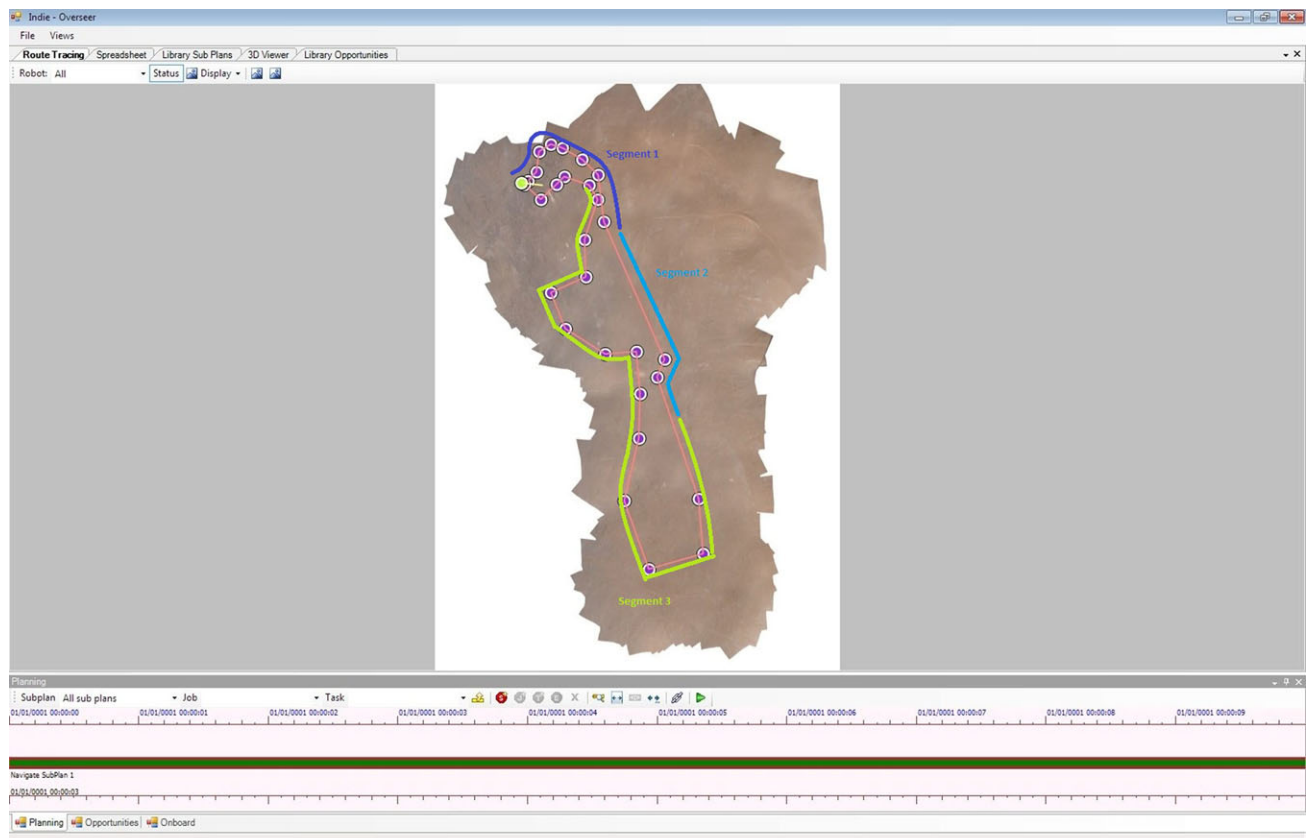 Indie - Overseer
File Views
Route Tracing Spreadsheet Library Sub Plans 3D Viewer Library Opportunities
Robot: All Status Display
Segment 1
Segment 2
Segment 3
Planning
Subplan All sub plans Job Task
01/01/0001 00:00:00 01/01/0001 00:00:01 01/01/0001 00:00:02 01/01/0001 00:00:03 01/01/0001 00:00:04 01/01/0001 00:00:05 01/01/0001 00:00:06 01/01/0001 00:00:07 01/01/0001 00:00:08 01/01/0001 00:00:09
Navigate SubPlan 1
01/01/0001 00:00:03
Planning Opportunities Onboard